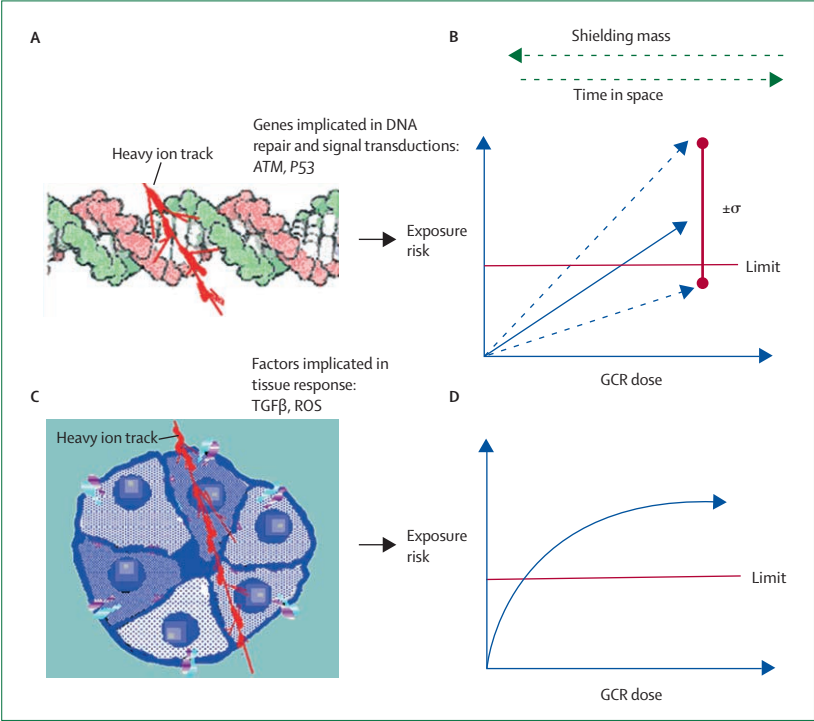 A
Genes implicated in DNA
repair and signal transductions:
ATM, P53
Heavy ion track
Exposure
risk
B
Shielding mass
Time in space
±σ
Limit
GCR dose
C
Factors implicated in
tissue response:
TGFβ, ROS
Heavy ion track
Exposure
risk
D
Limit
GCR dose